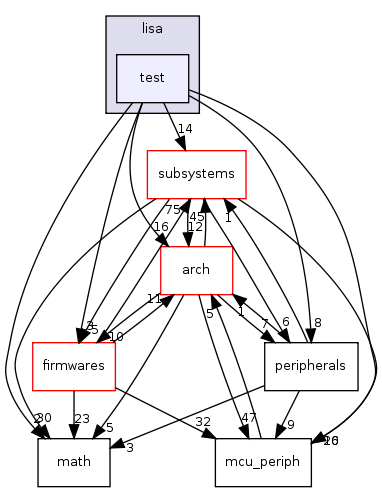 lisa
test
14
subsystems
75
45
1
16
12
arch
11
5
1
7
6
8
10
firmwares
peripherals
30
23
5
32
47
9
3
math
mcu_periph